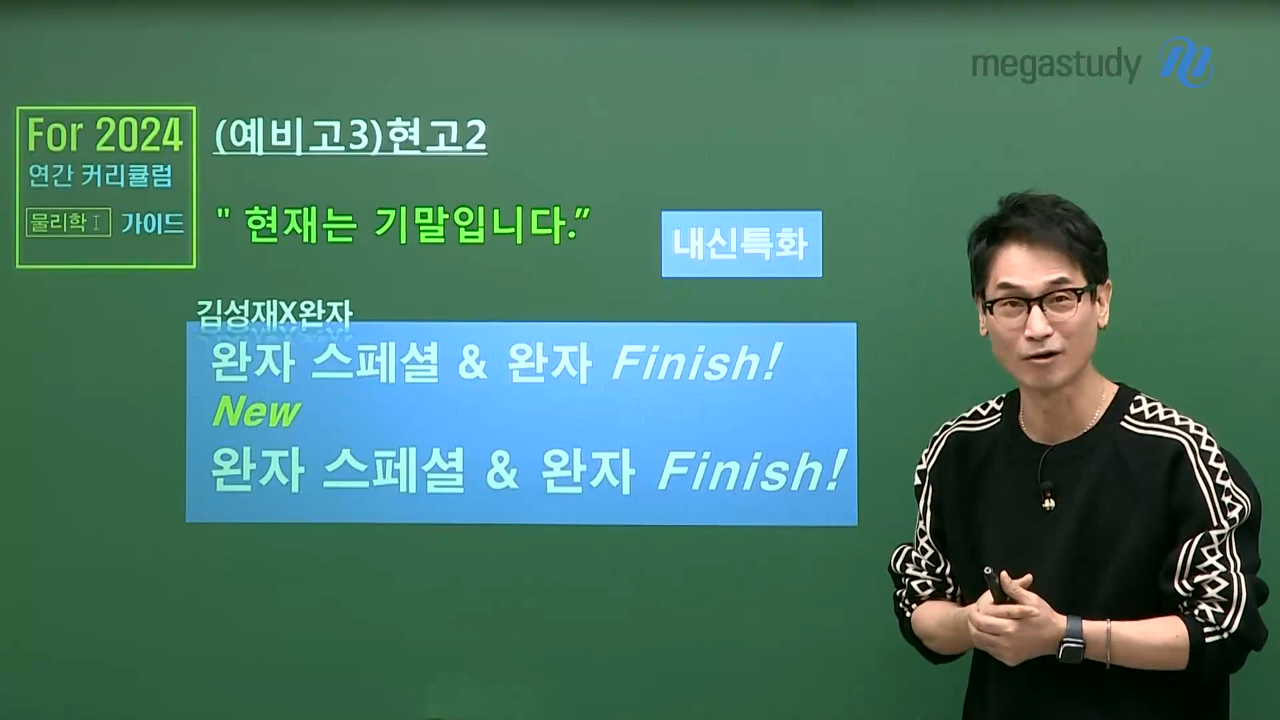 megastudy
For 2024
연간 커리큘럼
물리학Ⅰ 가이드
(예비고3)현고2
" 현재는 기말입니다.”
내신특화
김성재X완자
완자 스페셜 & 완자 Finish!
New
완자 스페셜 & 완자 Finish!